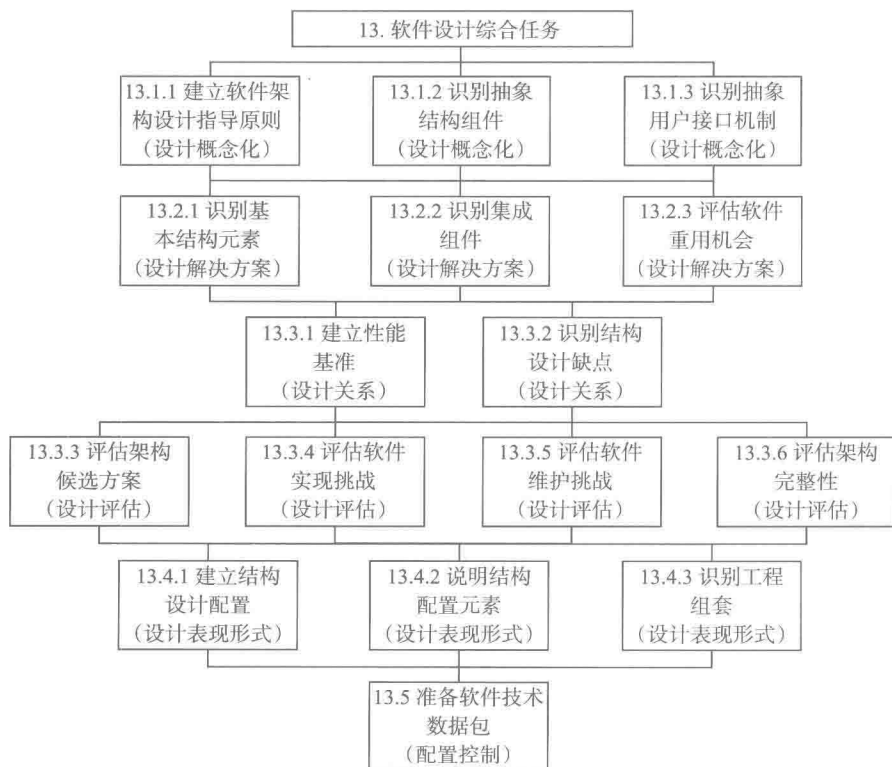 13. 软件设计综合任务
13.1.1 建立软件架
构设计指导原则
（设计概念化）
13.1.2 识别抽象
结构组件
（设计概念化）
13.1.3 识别抽象
用户接口机制
（设计概念化）
13.2.1 识别基
本结构元素
（设计解决方案）
13.2.2 识别集成
组件
（设计解决方案）
13.2.3 评估软件
重用机会
（设计解决方案）
13.3.1 建立性能
基准
（设计关系）
13.3.2 识别结构
设计缺点
（设计关系）
13.3.3 评估架构
候选方案
（设计评估）
13.3.4 评估软件
实现挑战
（设计评估）
13.3.5 评估软件
维护挑战
（设计评估）
13.3.6 评估架构
完整性
（设计评估）
13.4.1 建立结构
设计配置
（设计表现形式）
13.4.2 说明结构
配置元素
（设计表现形式）
13.4.3 识别工程
组套
（设计表现形式）
13.5 准备软件技术
数据包
（配置控制）